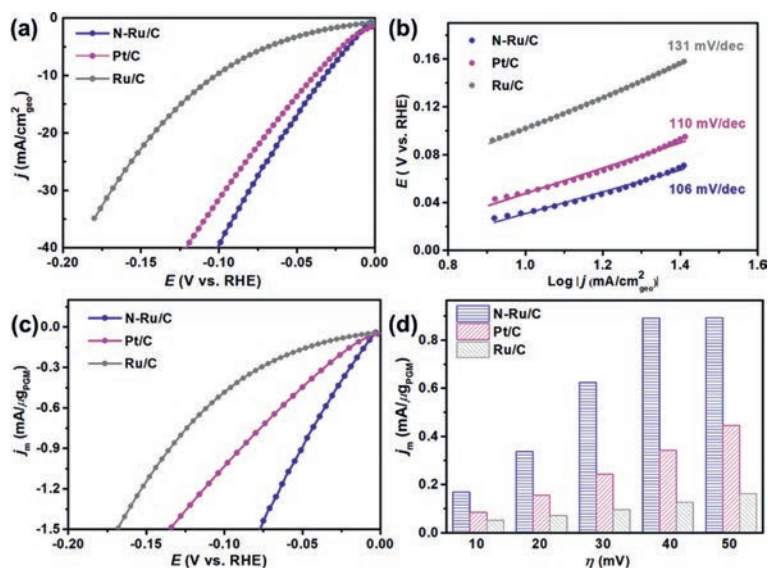 (a)
N-Ru/C
Pt/C
Ru/C
0
-10
-20
-30
-40
j (mA/cm²geo)
-0.20 -0.15 -0.10 -0.05 0.00
E (V vs. RHE)
(b)
N-Ru/C
Pt/C
Ru/C
131 mV/dec
110 mV/dec
106 mV/dec
0.16
0.12
0.08
0.04
0.00
E ( V vs. RHE)
0.8 1.0 1.2 1.4 1.6
Log |j (mA/cm²geo)|
(c)
N-Ru/C
Pt/C
Ru/C
0.00
-0.3
-0.6
-0.9
-1.2
-1.5
jm (mA/μgPGM)
-0.20 -0.15 -0.10 -0.05 0.00
E (V vs. RHE)
(d)
N-Ru/C
Pt/C
Ru/C
0.8
0.6
0.4
0.2
0.0
jm (mA/μgPGM)
10 20 30 40 50
η (mV)